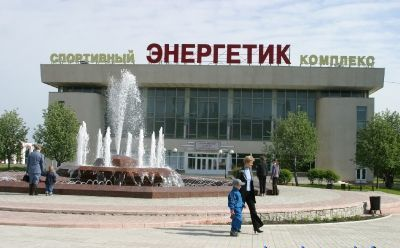 СПОРТИВНЫЙ ЭНЕРГЕТИК КОМПЛЕКС